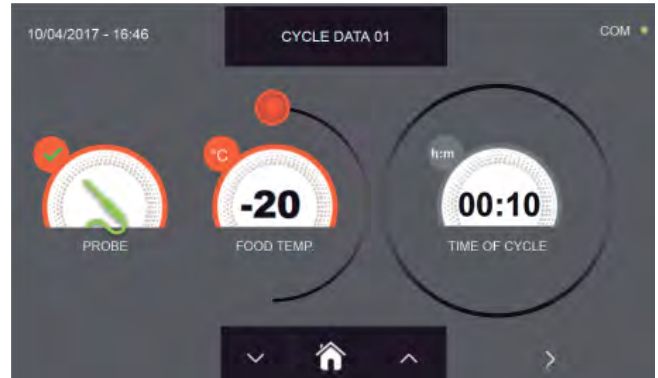 10/04/2017 - 16:46
CYCLE DATA 01
COM
°C
h:m
-20
00:10
PROBE
FOOD TEMP.
TIME OF CYCLE